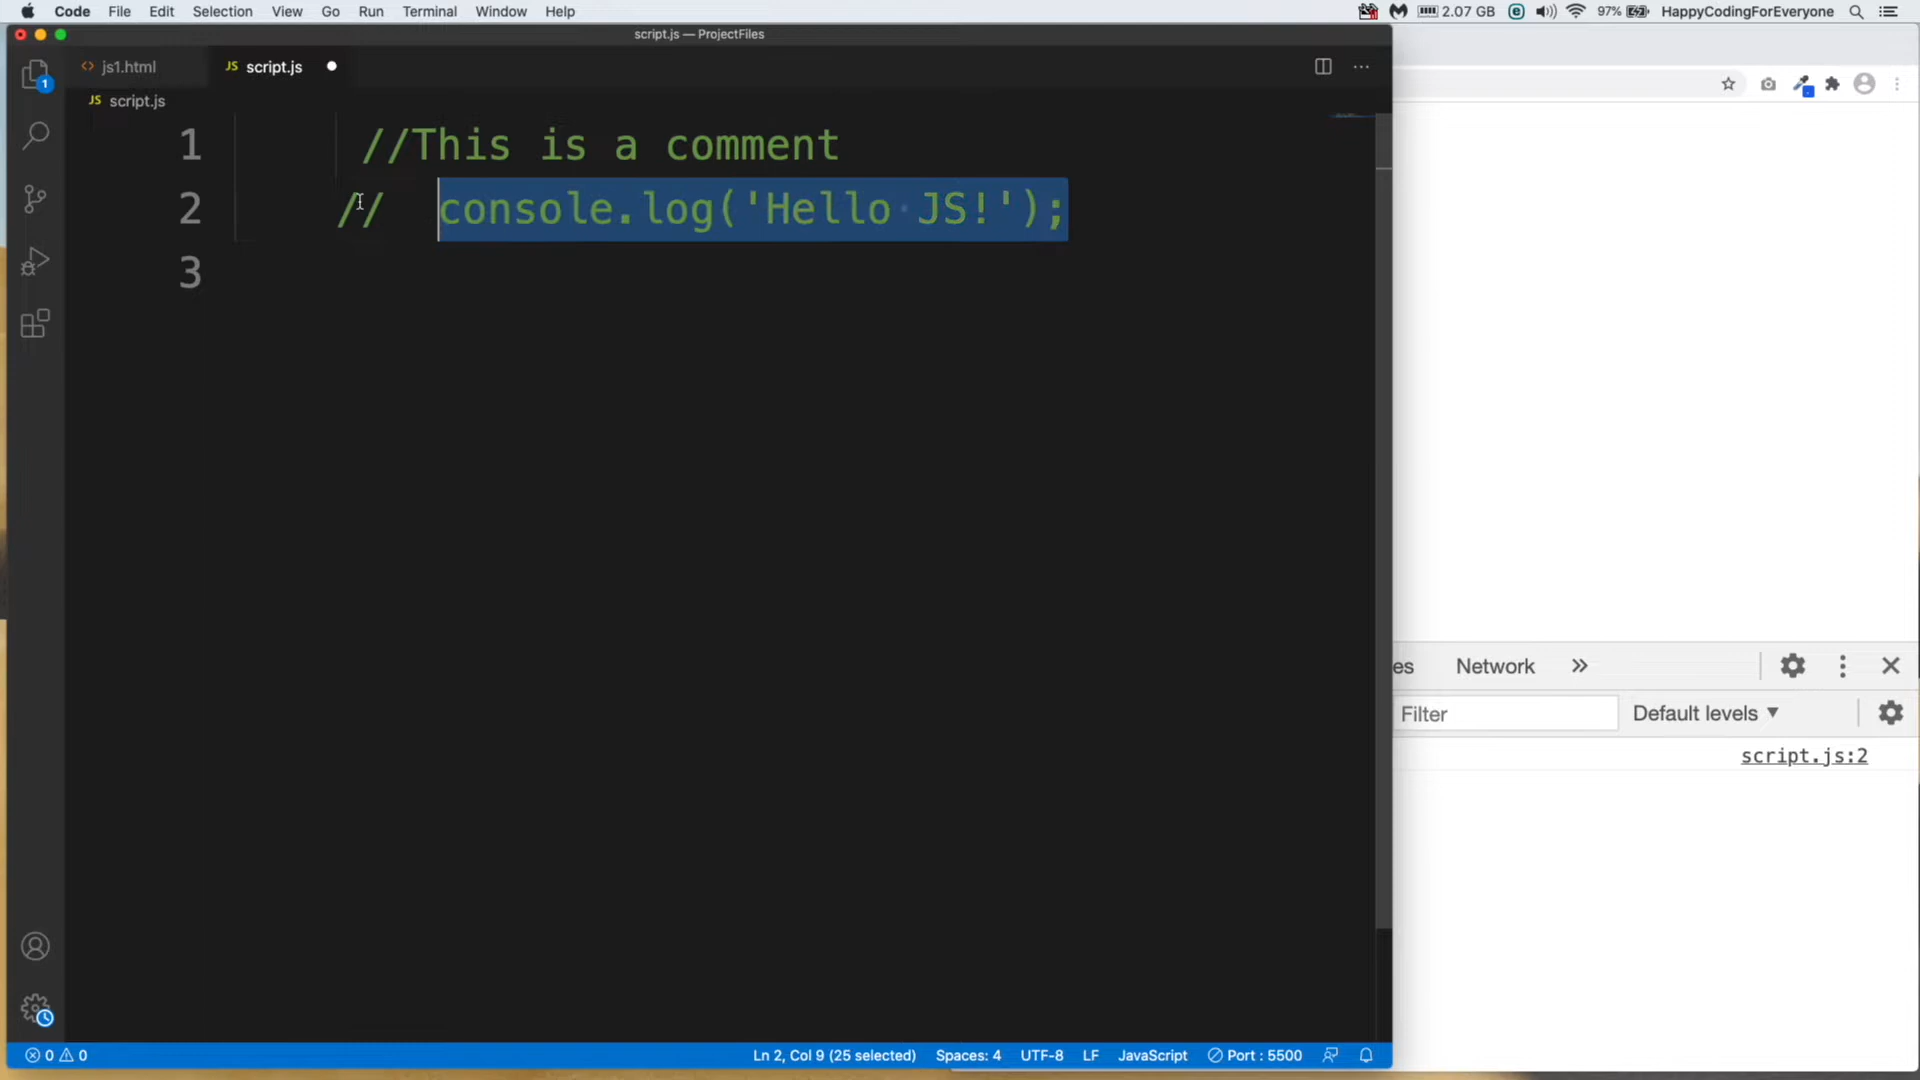 Code File Edit Selection View Go Run Terminal Window Help 2.07 GB 97% HappyCodingForEveryone
script.js — ProjectFiles
js1.html JS script.js
JS script.js
1 //This is a comment
2 // console.log('Hello JS!');
3
1
es Network »
Filter Default levels ▼
script.js:2
0 0 Ln 2, Col 9 (25 selected) Spaces: 4 UTF-8 LF JavaScript Port : 5500